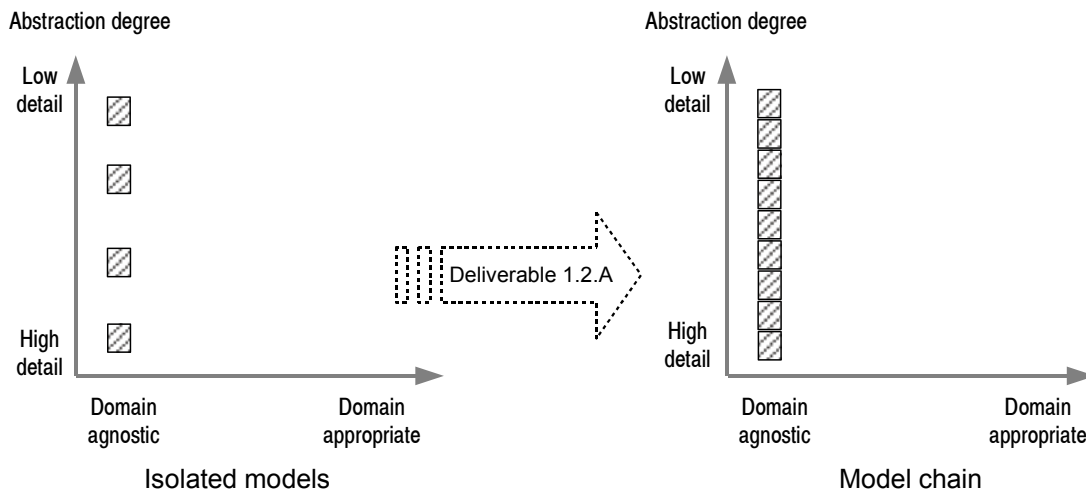 Abstraction degree
Low
detail
High
detail
Domain
agnostic
Domain
appropriate
Isolated models
Deliverable 1.2.A
Abstraction degree
Low
detail
High
detail
Domain
agnostic
Domain
appropriate
Model chain